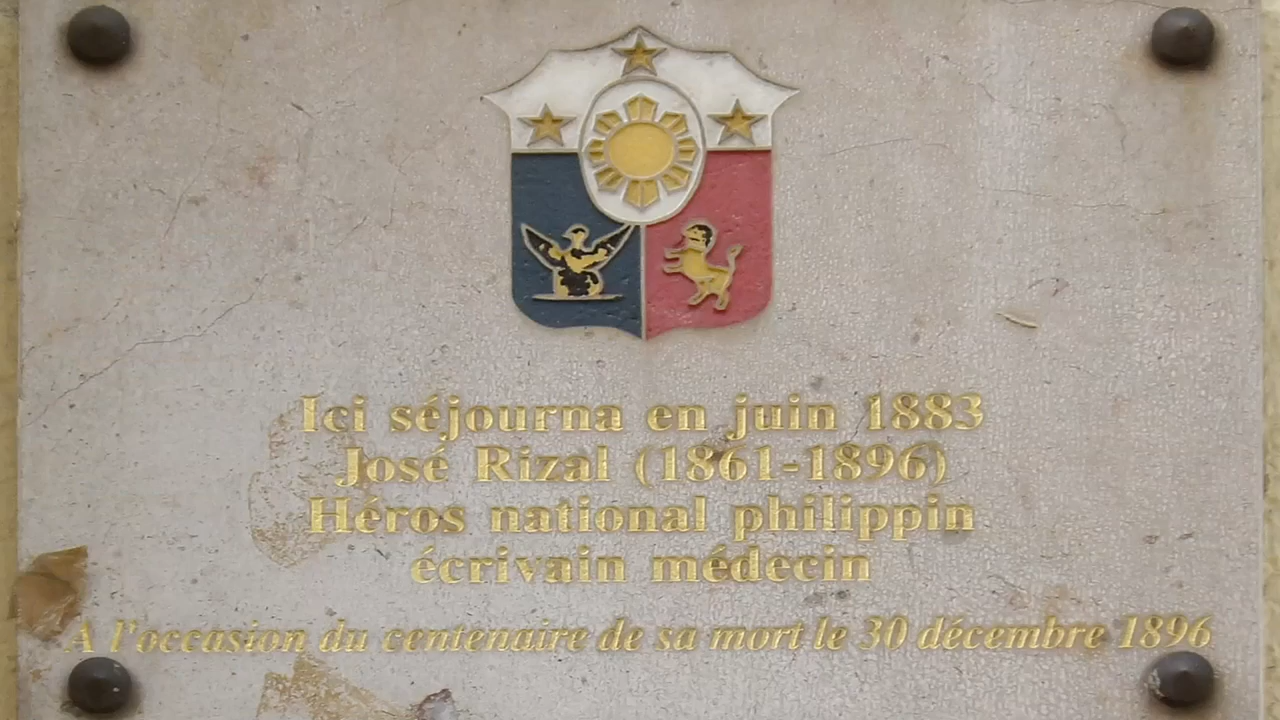 Ici séjourna en juin 1883
José Rizal (1861-1896)
Héros national philippin
écrivain médecin
A l'occasion du centenaire de sa mort le 30 décembre 1896